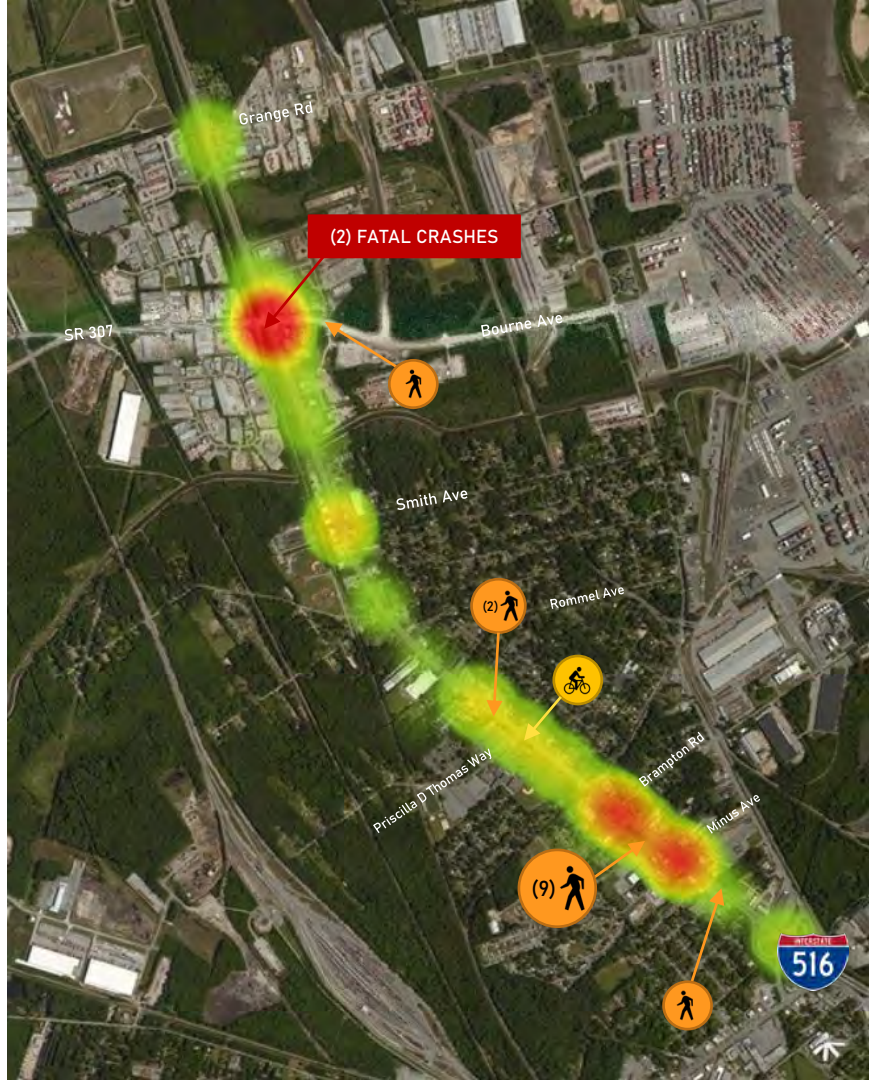 Grange Rd
(2) FATAL CRASHES
SR 307
Bourne Ave
Smith Ave
Rommel Ave
(2)
Priscilla D Thomas Way
Brampton Rd
Minus Ave
(9)
INTERSTATE
516